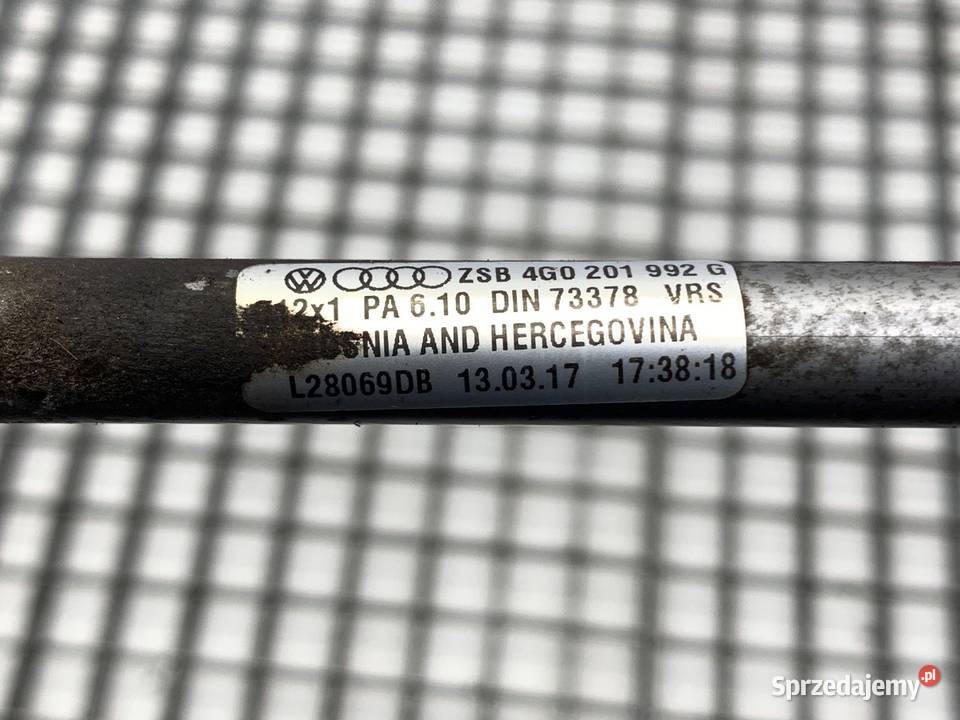 ZSB 4G0 201 992 G
12x1 PA 6.10 DIN 73378 VRS
AND HERCEGOVINA
L28069DB 13.03.17 17:38:18
Sprzedajemy.pl